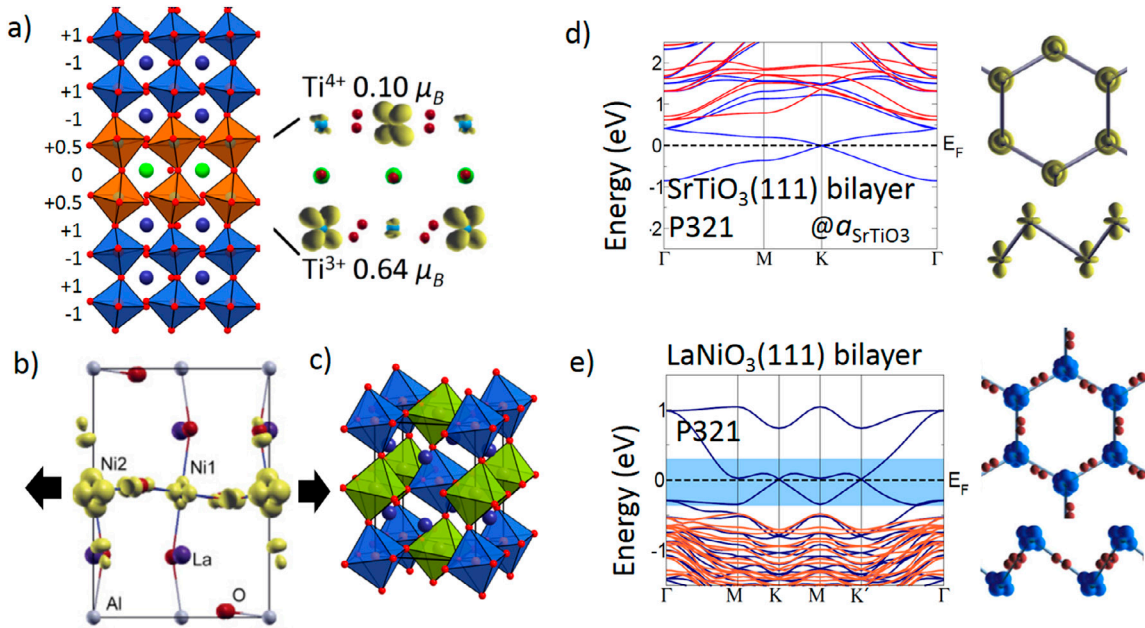 a)
+1
-1
+1
-1
+0.5
0
+0.5
+1
-1
+1
-1
Ti⁴⁺ 0.10 μB
Ti³⁺ 0.64 μB
b)
Ni2
Ni1
La
Al
O
c)
d)
Energy (eV)
2
1
0
-1
-2
EF
SrTiO₃(111) bilayer
P321
@aSrTiO3
Γ
M
K
Γ
e)
LaNiO₃(111) bilayer
P321
Energy (eV)
1
0
-1
EF
Γ
M
K
M
K′
Γ